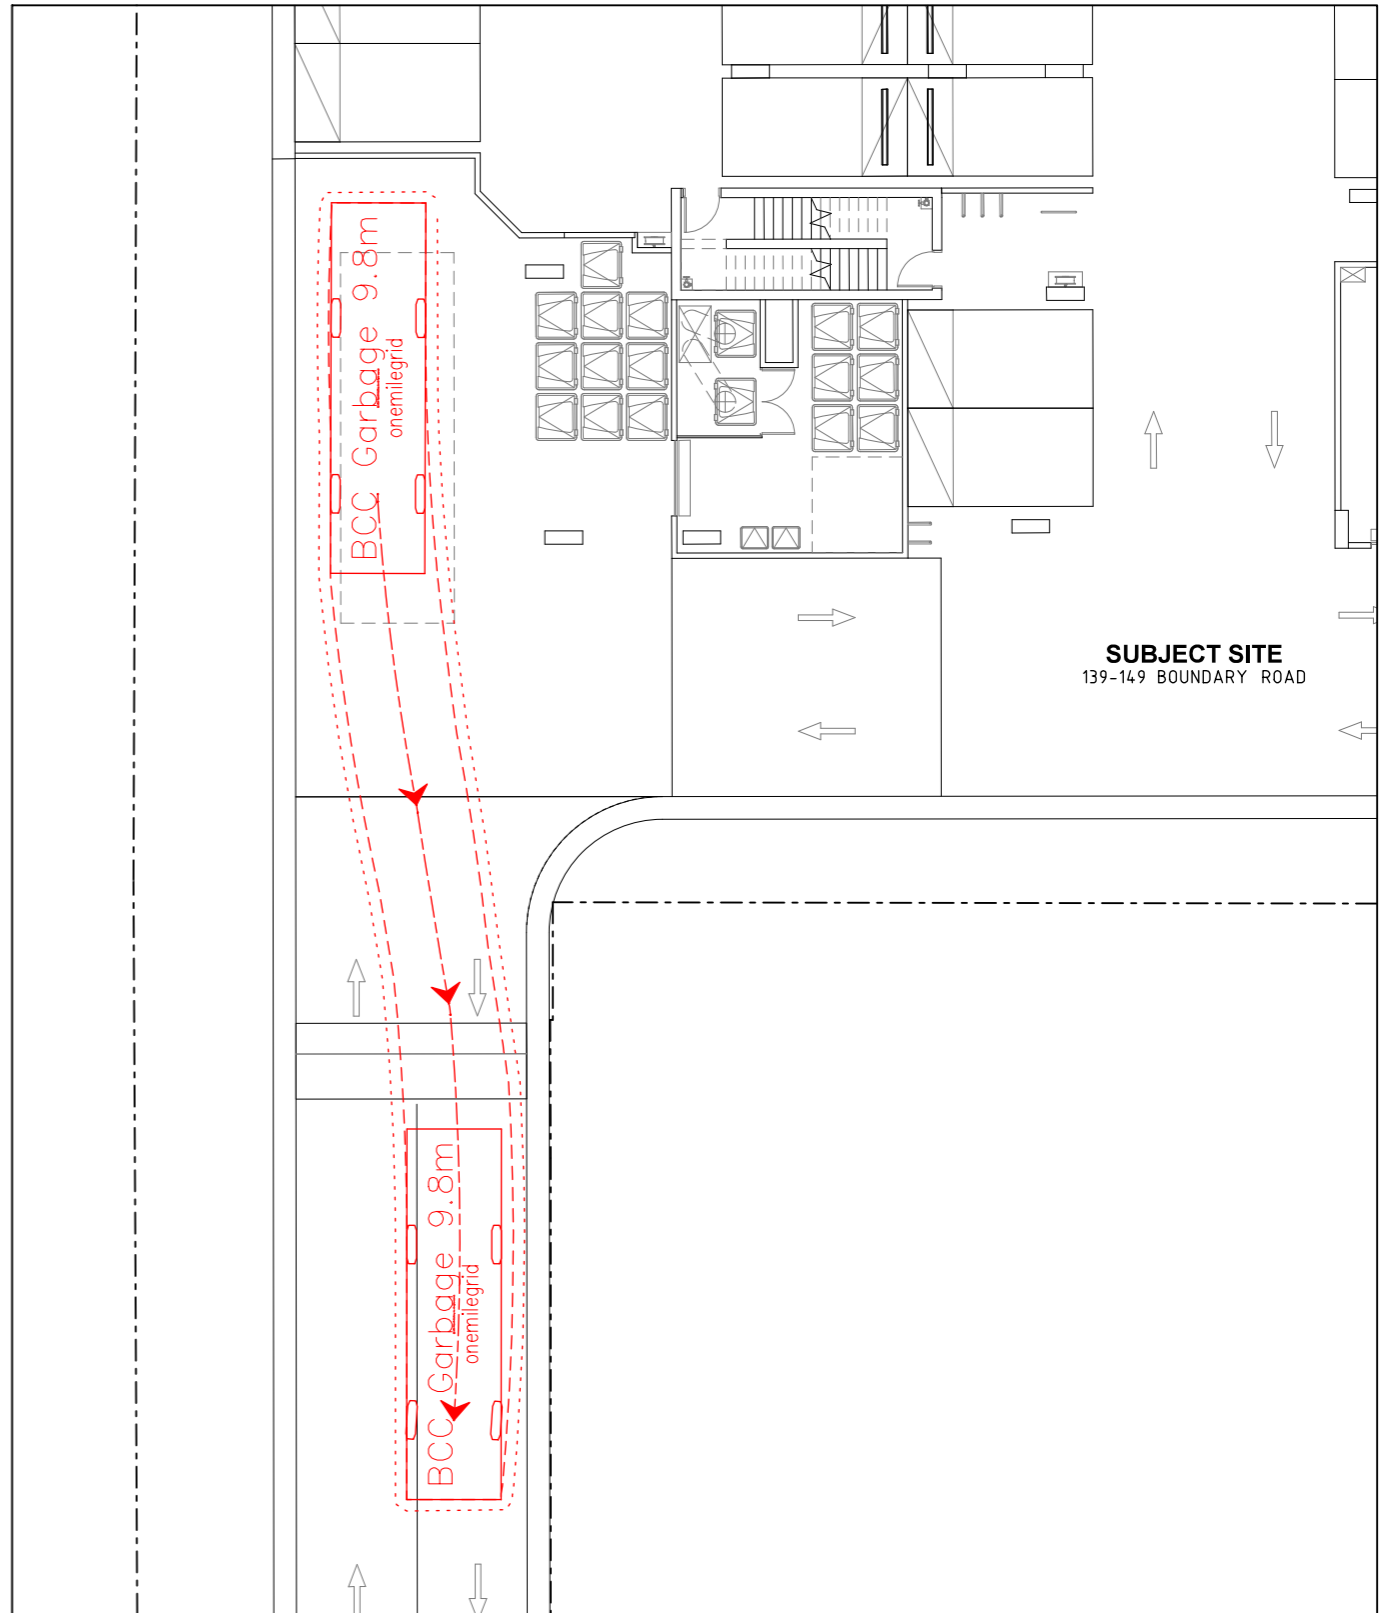 BCC Garbage 9.8m
onemilegrid
SUBJECT SITE
139-149 BOUNDARY ROAD
BCC Garbage 9.8m
onemilegrid